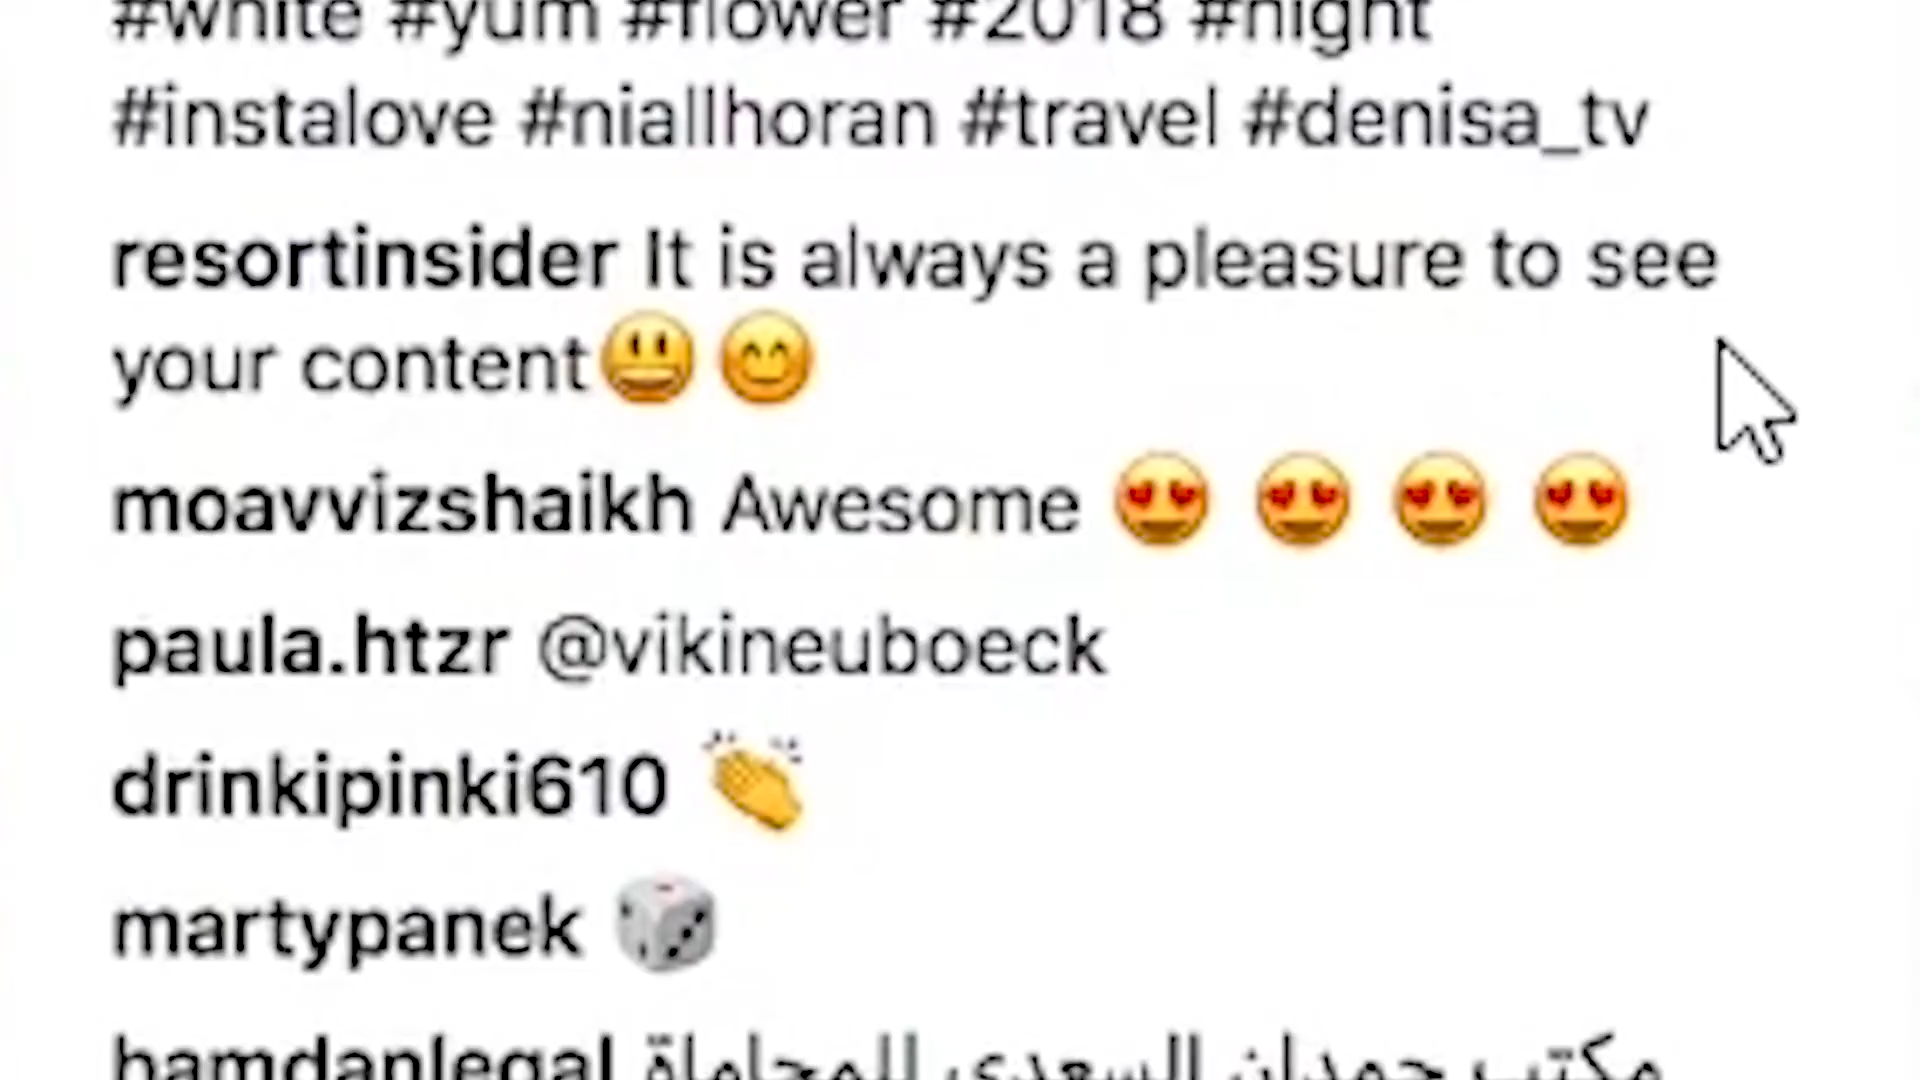 #white #yum #flower #2018 #night
#instalove #niallhoran #travel #denisa_tv
resortinsider It is always a pleasure to see
your content😃😊
moavvizshaikh Awesome 😍 😍 😍 😍
paula.htzr @vikineuboeck
drinkipinki610 👏
martypanek 🎲
hamdanlegal مكتب حمدان السعدي للمحاماة